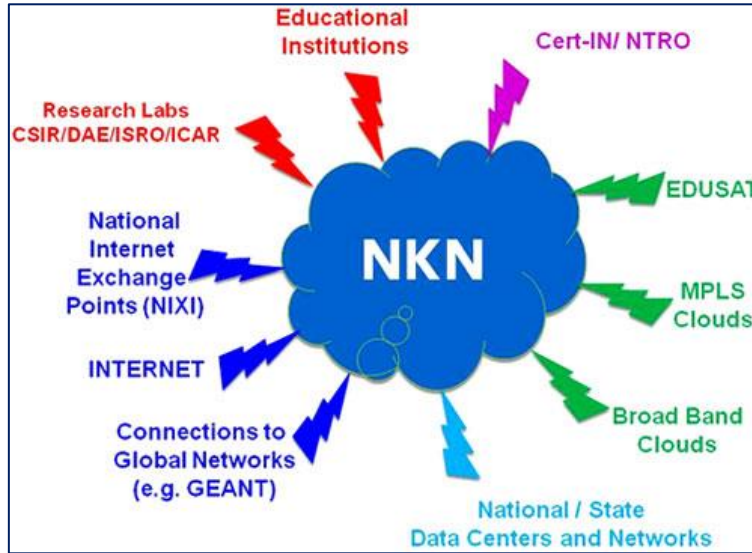 Educational
Institutions
Cert-IN/ NTRO
Research Labs
CSIR/DAE/ISRO/ICAR
EDUSAT
National
Internet
Exchange
Points (NIXI)
NKN
MPLS
Clouds
INTERNET
Broad Band
Clouds
Connections to
Global Networks
(e.g. GEANT)
National / State
Data Centers and Networks